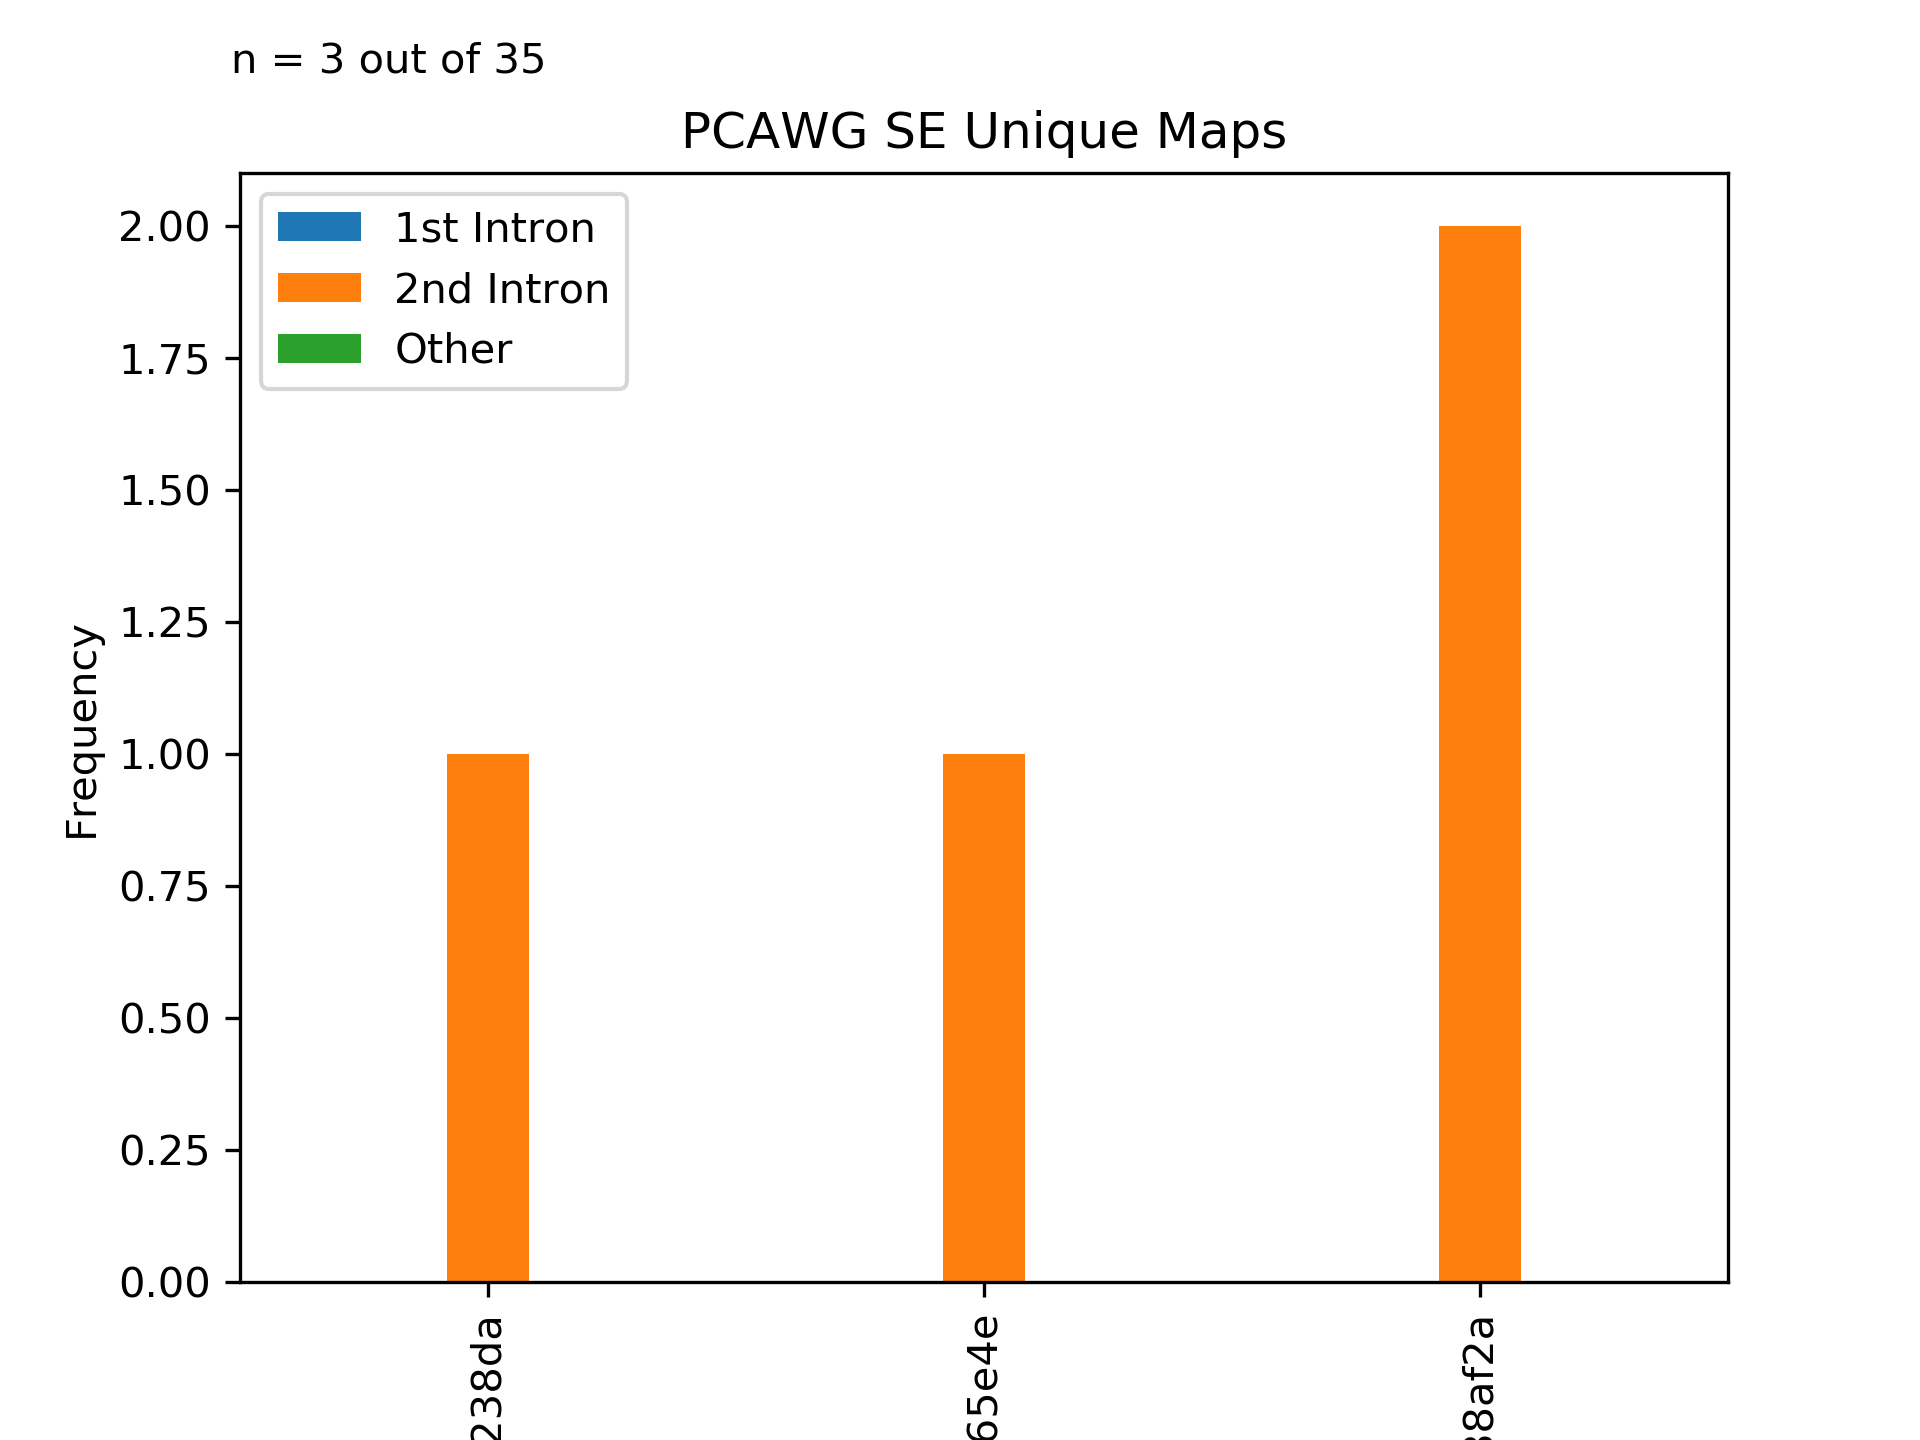 n = 3 out of 35
PCAWG SE Unique Maps
1st Intron
2nd Intron
Other
2.00
1.75
1.50
1.25
1.00
0.75
0.50
0.25
0.00
Frequency
238da
65e4e
8af2a